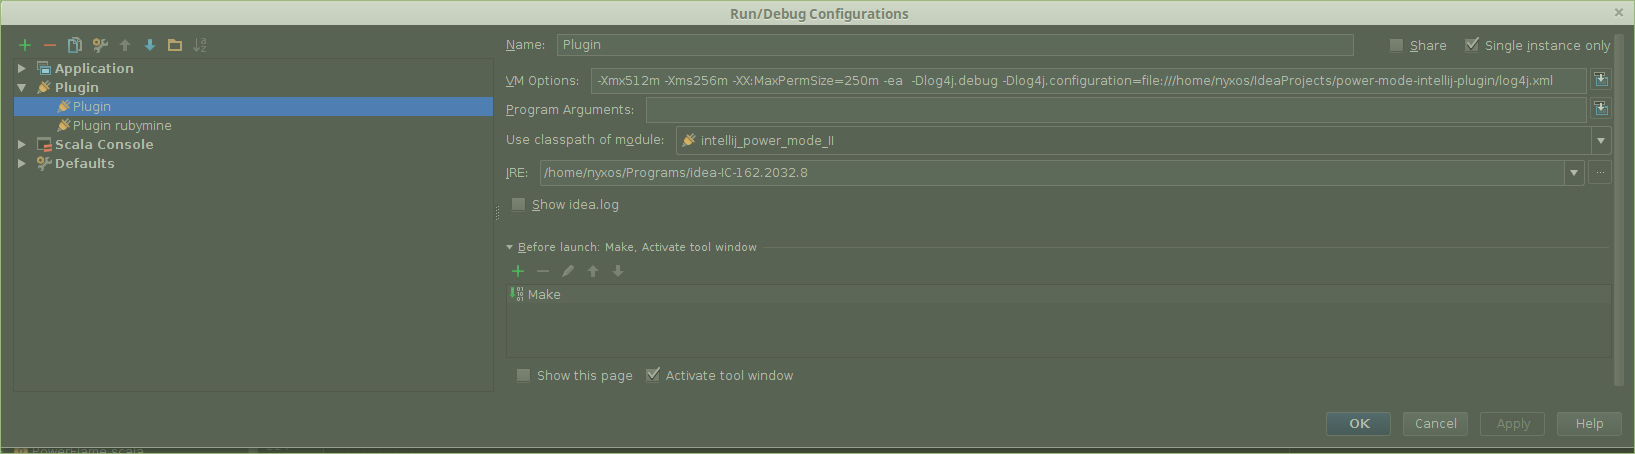 Run/Debug Configurations
Application
Plugin
Plugin
Plugin rubymine
Scala Console
Defaults
Name: Plugin
Share
Single instance only
VM Options: -Xmx512m -Xms256m -XX:MaxPermSize=250m -ea -Dlog4j.debug -Dlog4j.configuration=file:///home/nyxos/IdeaProjects/power-mode-intellij-plugin/log4j.xml
Program Arguments:
Use classpath of module: intellij_power_mode_II
JRE: /home/nyxos/Programs/idea-IC-162.2032.8
...
Show idea.log
Before launch: Make, Activate tool window
Make
Show this page
Activate tool window
OK
Cancel
Apply
Help
PowerFlame.scala